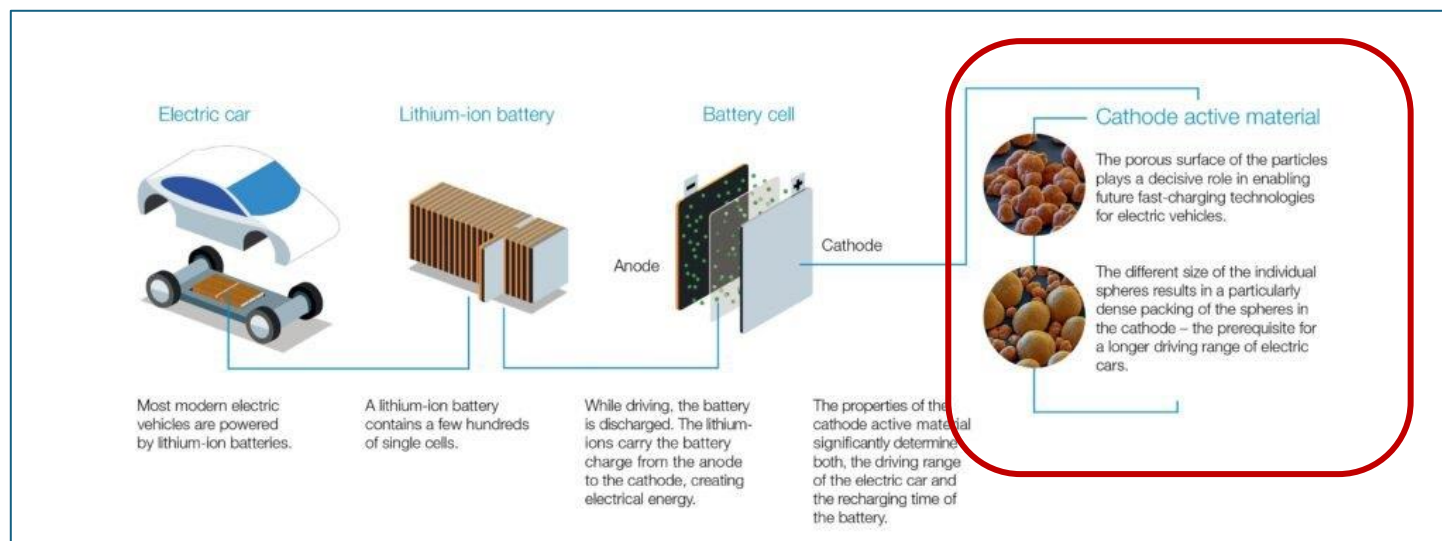 Electric car
Lithium-ion battery
Battery cell
Cathode active material
The porous surface of the particles
plays a decisive role in enabling
future fast-charging technologies
for electric vehicles.
-
+
Anode
Cathode
The different size of the individual
spheres results in a particularly
dense packing of the spheres in
the cathode – the prerequisite for
a longer driving range of electric
cars.
Most modern electric
vehicles are powered
by lithium-ion batteries.
A lithium-ion battery
contains a few hundreds
of single cells.
While driving, the battery
is discharged. The lithium-
ions carry the battery
charge from the anode
to the cathode, creating
electrical energy.
The properties of the
cathode active material
significantly determine
both, the driving range
of the electric car and
the recharging time of
the battery.